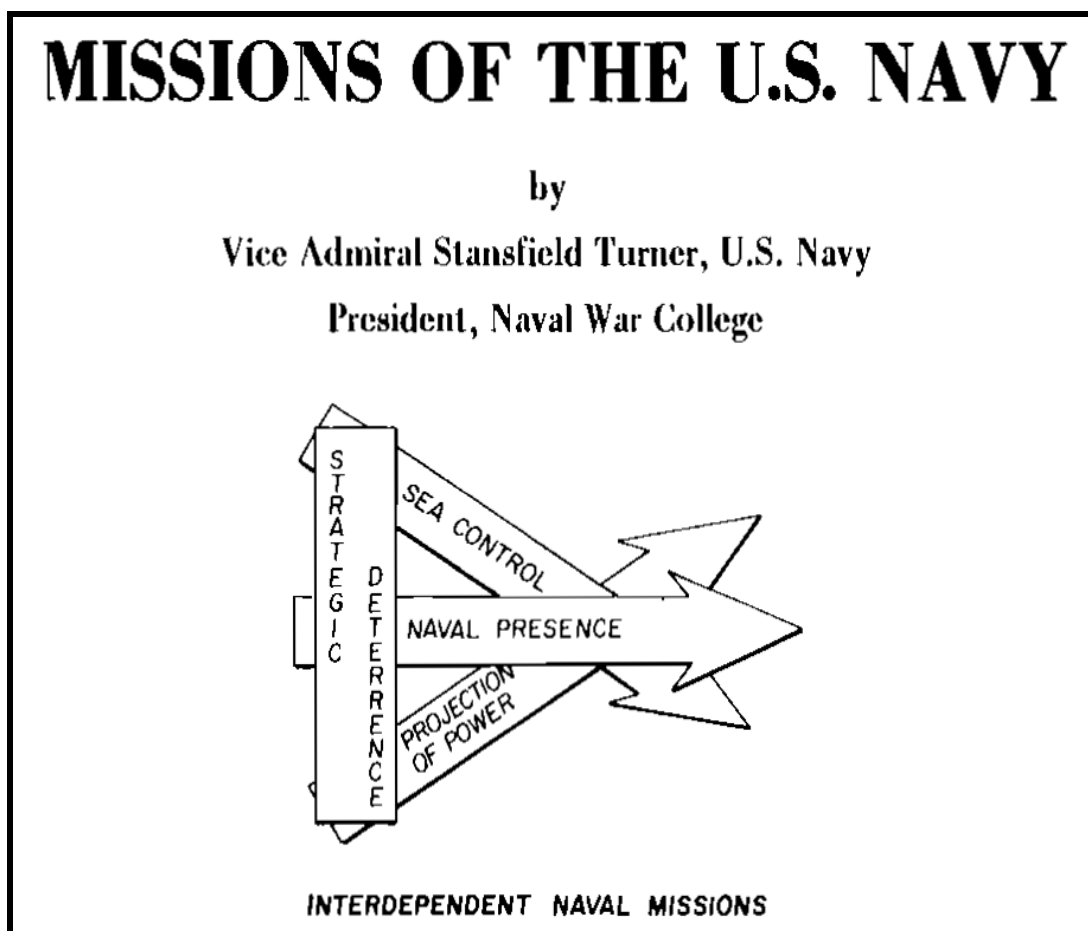 MISSIONS OF THE U.S. NAVY
by
Vice Admiral Stansfield Turner, U.S. Navy
President, Naval War College
STRATEGIC
DETERRENCE
SEA CONTROL
NAVAL PRESENCE
PROJECTION
OF POWER
INTERDEPENDENT NAVAL MISSIONS